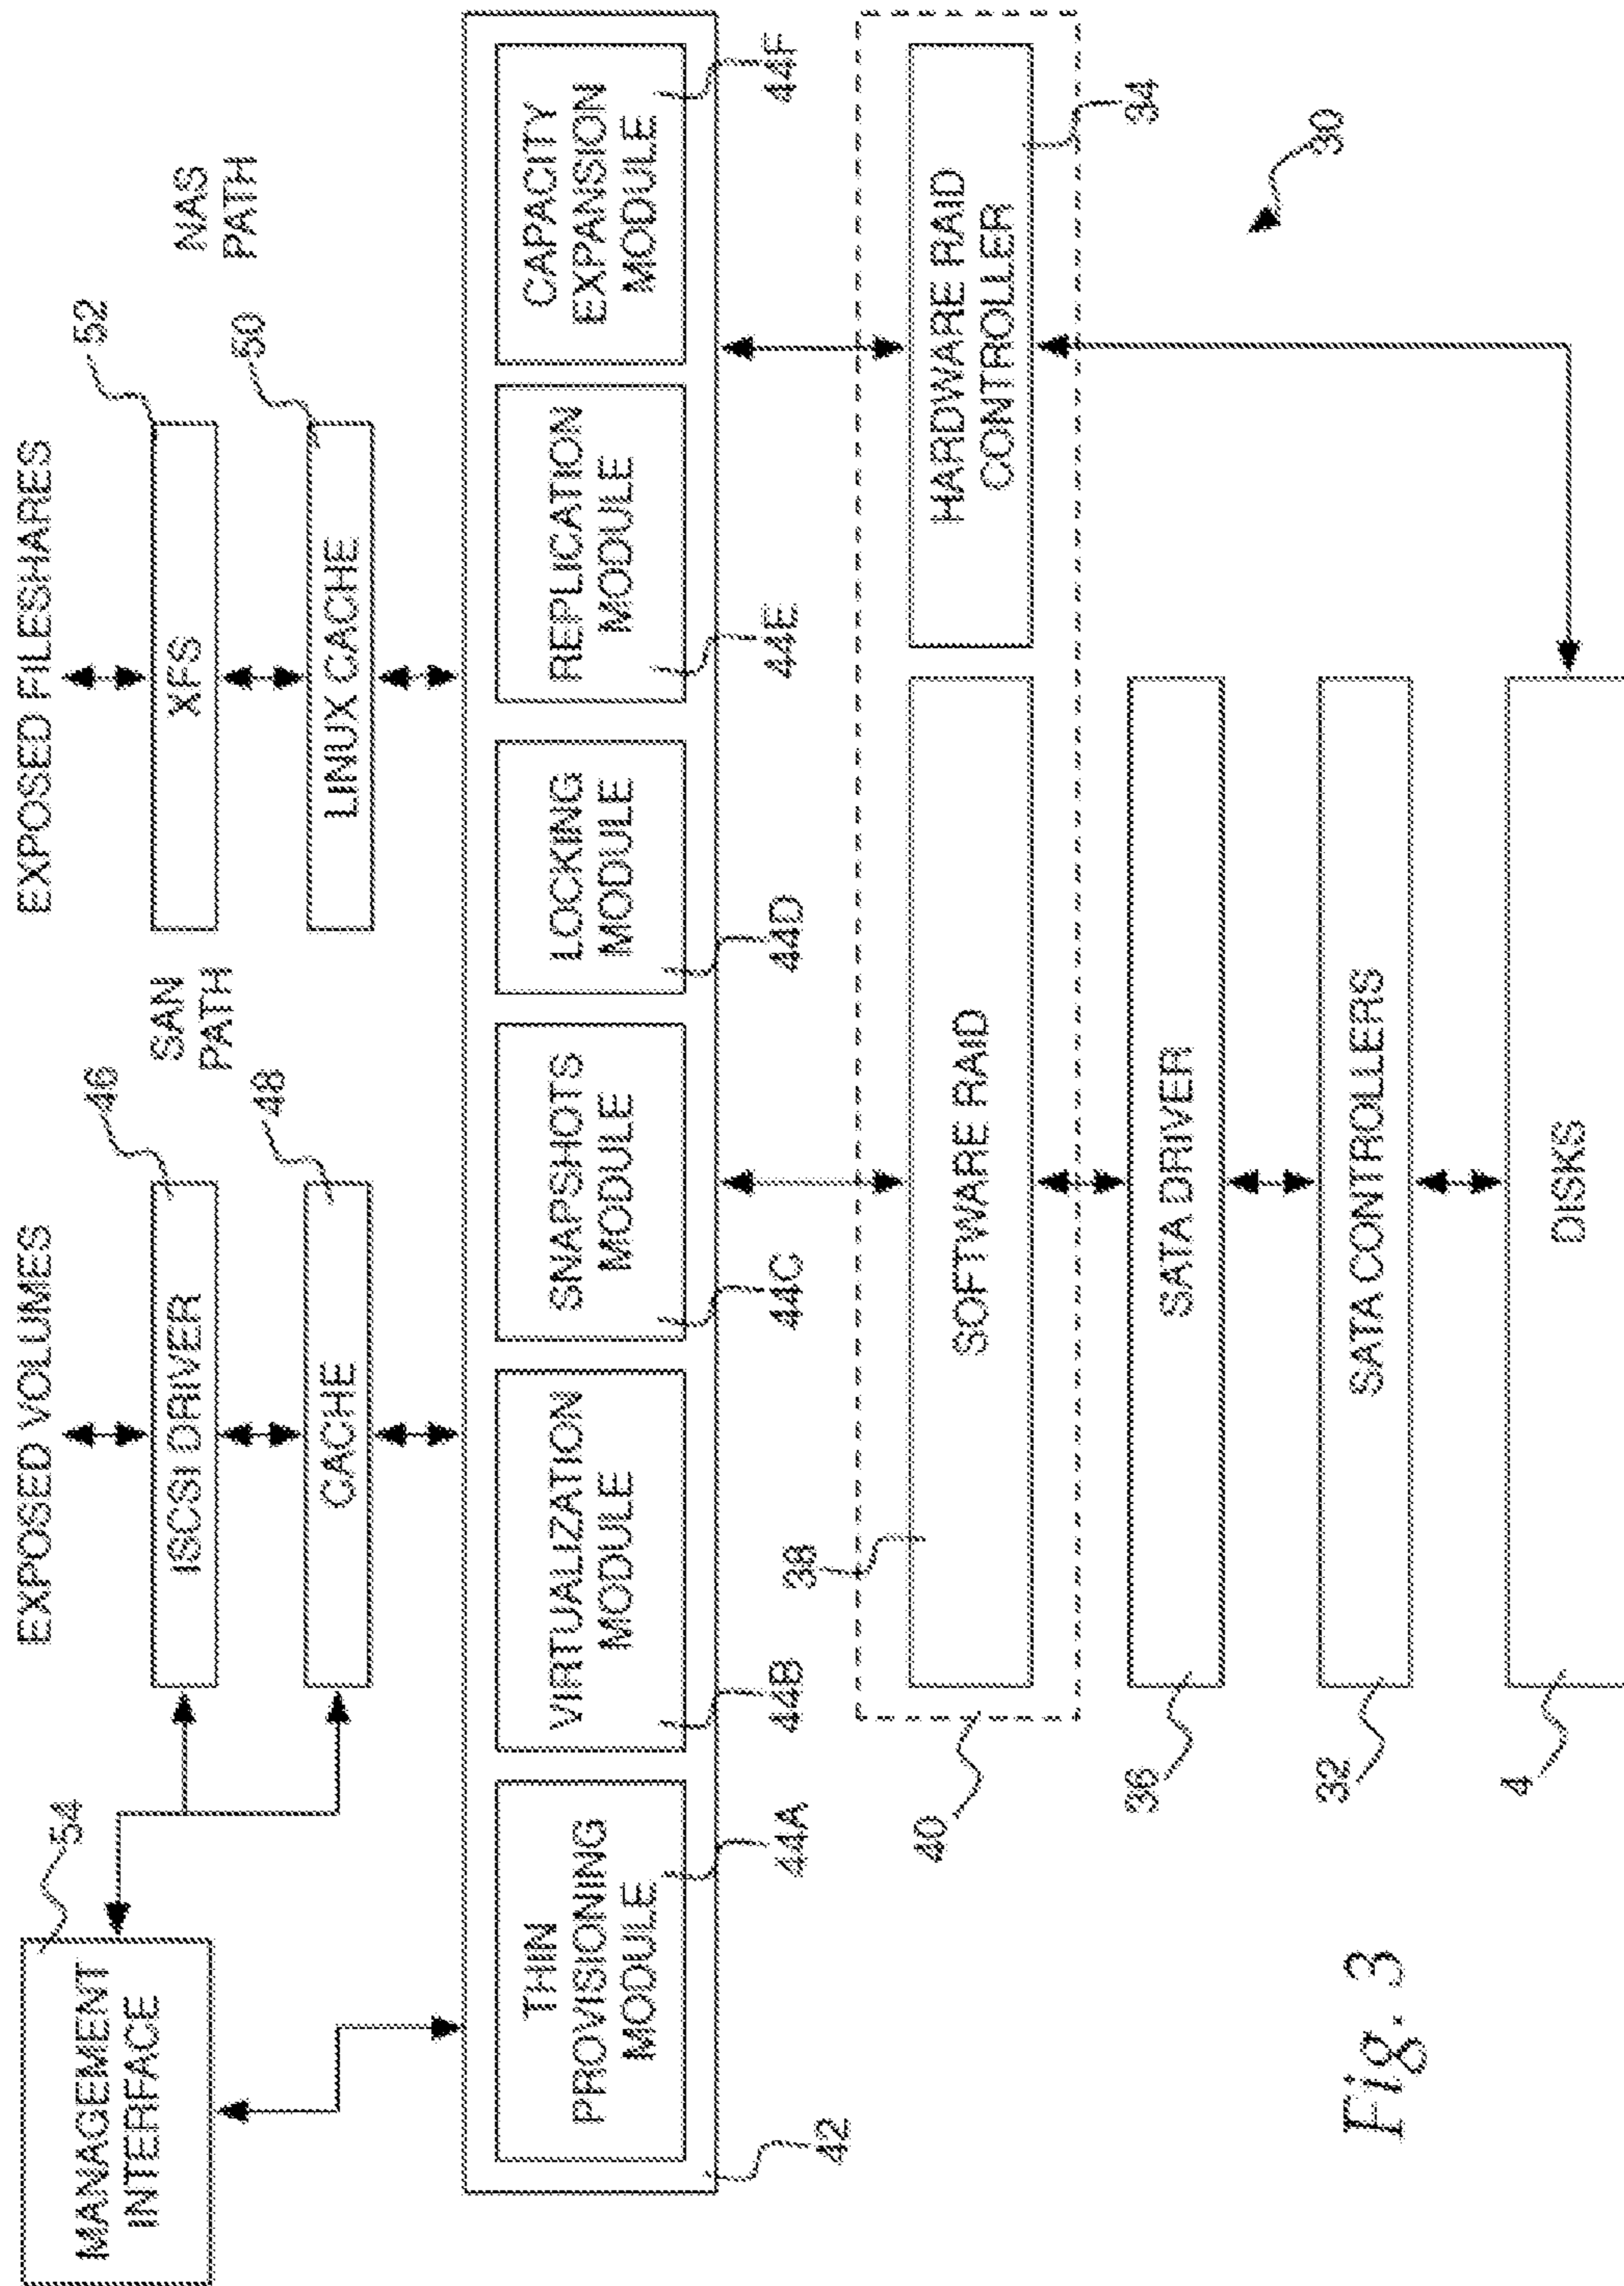 EXPOSED VOLUMES
EXPOSED FILESHARES
MANAGEMENT
INTERFACE
54
ISCSI DRIVER
46
SAN
PATH
XFS
52
NAS
PATH
CACHE
48
LINUX CACHE
50
THIN
PROVISIONING
MODULE
VIRTUALIZATION
MODULE
SNAPSHOTS
MODULE
LOCKING
MODULE
REPLICATION
MODULE
CAPACITY
EXPANSION
MODULE
42
44A
44B
44C
44D
44E
44F
38
40
SOFTWARE RAID
HARDWARE RAID
CONTROLLER
34
36
SATA DRIVER
30
32
SATA CONTROLLERS
4
DISKS
Fig. 3